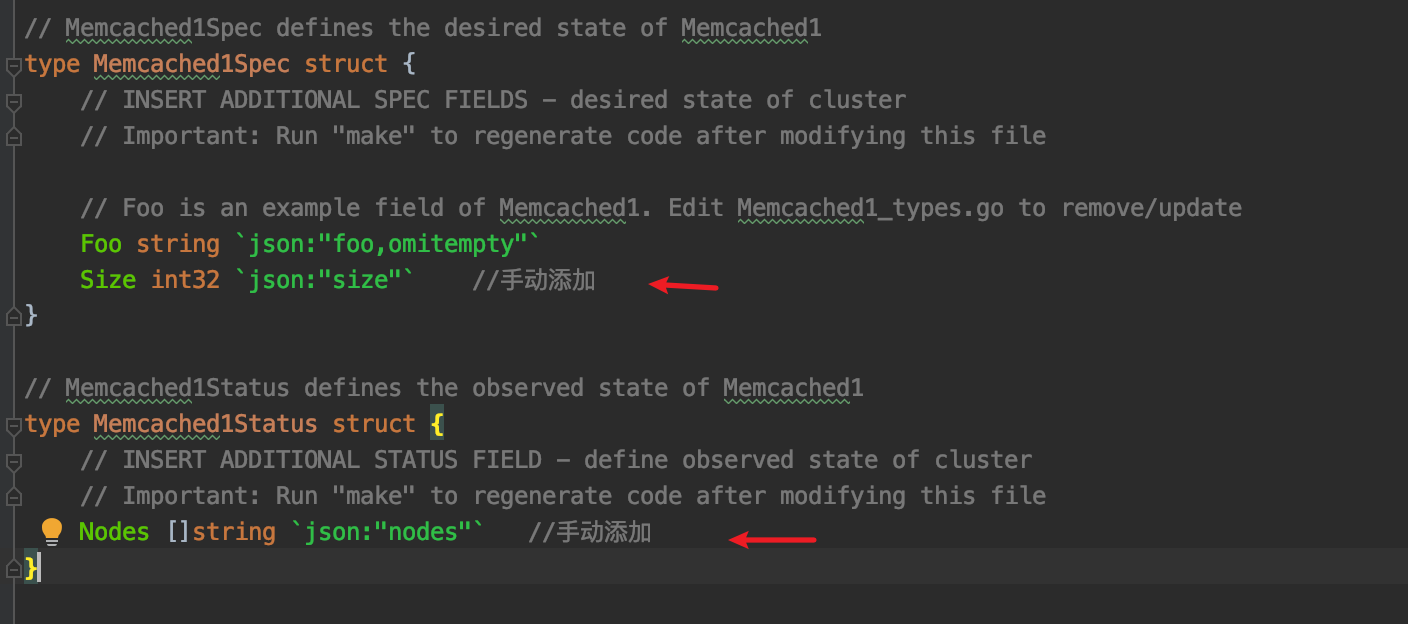 // Memcached1Spec defines the desired state of Memcached1
type Memcached1Spec struct {
// INSERT ADDITIONAL SPEC FIELDS - desired state of cluster
// Important: Run "make" to regenerate code after modifying this file
// Foo is an example field of Memcached1. Edit Memcached1_types.go to remove/update
Foo string `json:"foo,omitempty"`
Size int32 `json:"size"` //手动添加
}
// Memcached1Status defines the observed state of Memcached1
type Memcached1Status struct {
// INSERT ADDITIONAL STATUS FIELD - define observed state of cluster
// Important: Run "make" to regenerate code after modifying this file
Nodes []string `json:"nodes"` //手动添加
}